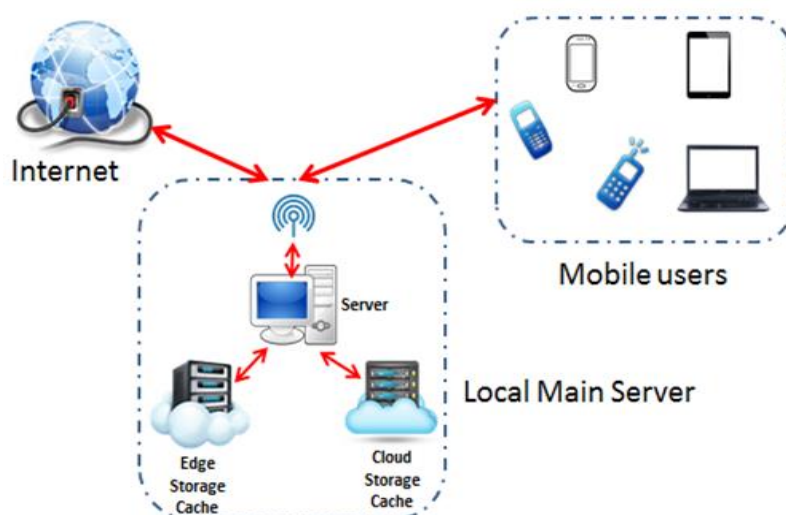 Internet
Mobile users
Server
Local Main Server
Edge
Storage
Cache
Cloud
Storage
Cache